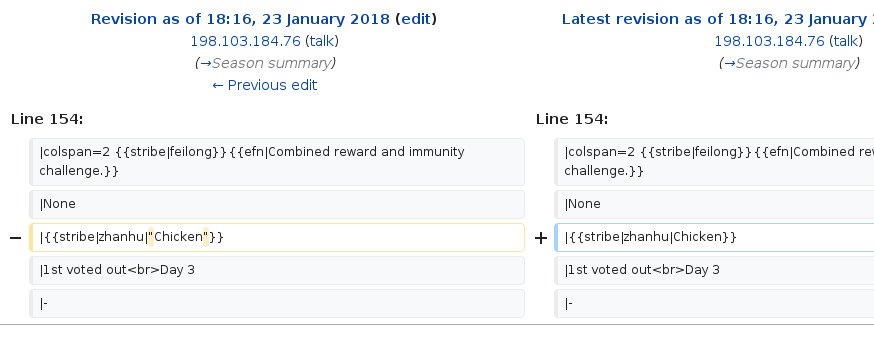 Revision as of 18:16, 23 January 2018 (edit)
198.103.184.76 (talk)
(→Season summary)
← Previous edit
Latest revision as of 18:16, 23 January
198.103.184.76 (talk)
(→Season summary)
Line 154:
Line 154:
|colspan=2 {{stribe|feilong}}{{efn|Combined reward and immunity
challenge.}}
|colspan=2 {{stribe|feilong}}{{efn|Combined
challenge.}}
|None
|None
− |{{stribe|zhanhu|"Chicken"}}
+ |{{stribe|zhanhu|Chicken}}
|1st voted out<br>Day 3
|1st voted out<br>Day 3
|-
|-